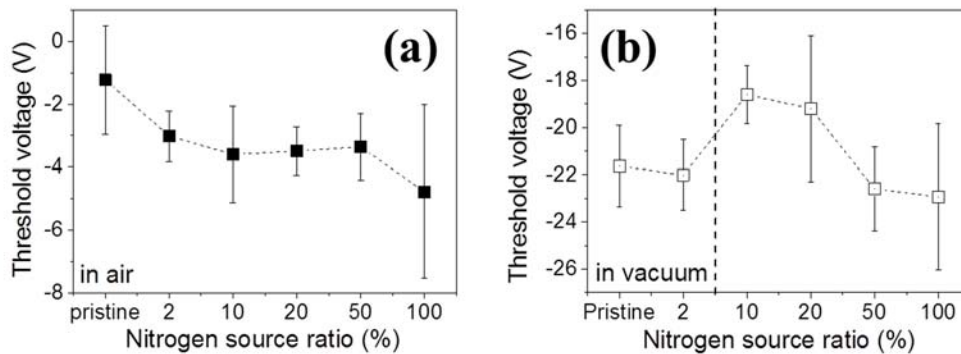 (a)
Threshold voltage (V)
0
-2
-4
-6
-8
in air
pristine 2 10 20 50 100
Nitrogen source ratio (%)
(b)
Threshold voltage (V)
-16
-18
-20
-22
-24
-26
in vacuum
Pristine 2 10 20 50 100
Nitrogen source ratio (%)